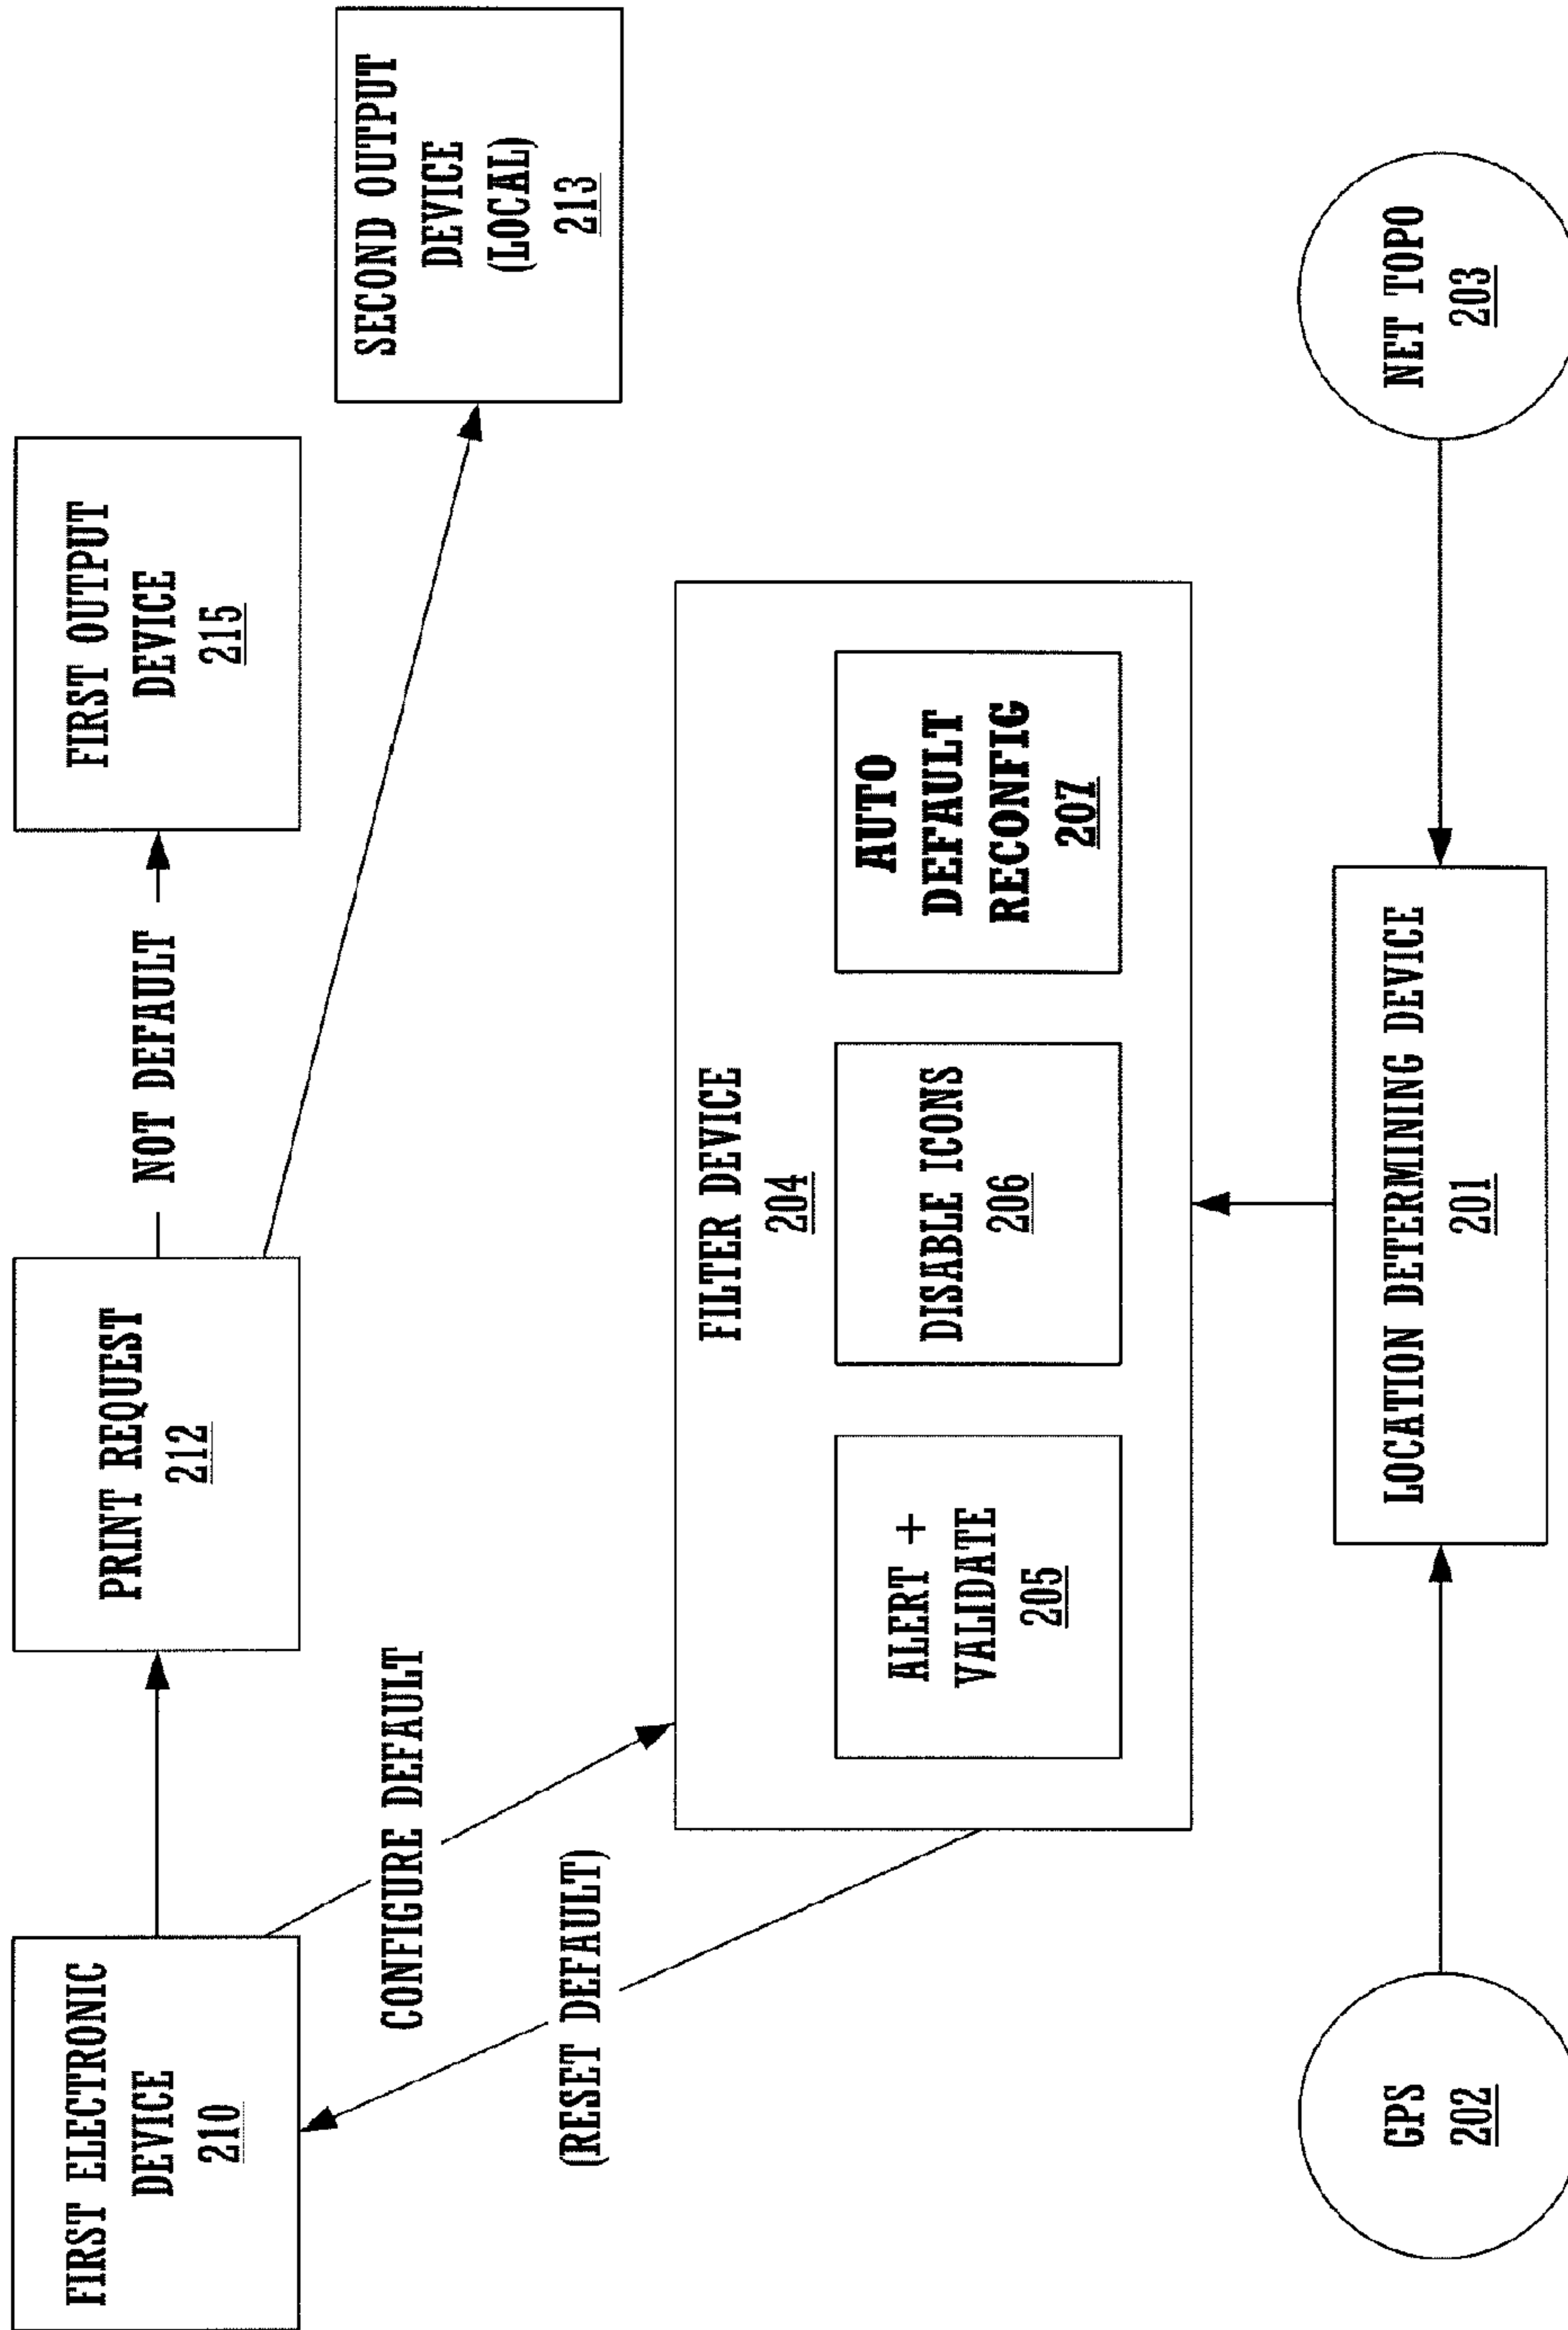 FIRST ELECTRONIC
DEVICE
210
PRINT REQUEST
212
NOT DEFAULT
FIRST OUTPUT
DEVICE
215
SECOND OUTPUT
DEVICE
(LOCAL)
213
CONFIGURE DEFAULT
(RESET DEFAULT)
FILTER DEVICE
204
ALERT +
VALIDATE
205
DISABLE ICONS
206
AUTO
DEFAULT
RECONFIG
207
GPS
202
LOCATION DETERMINING DEVICE
201
NET TOPO
203